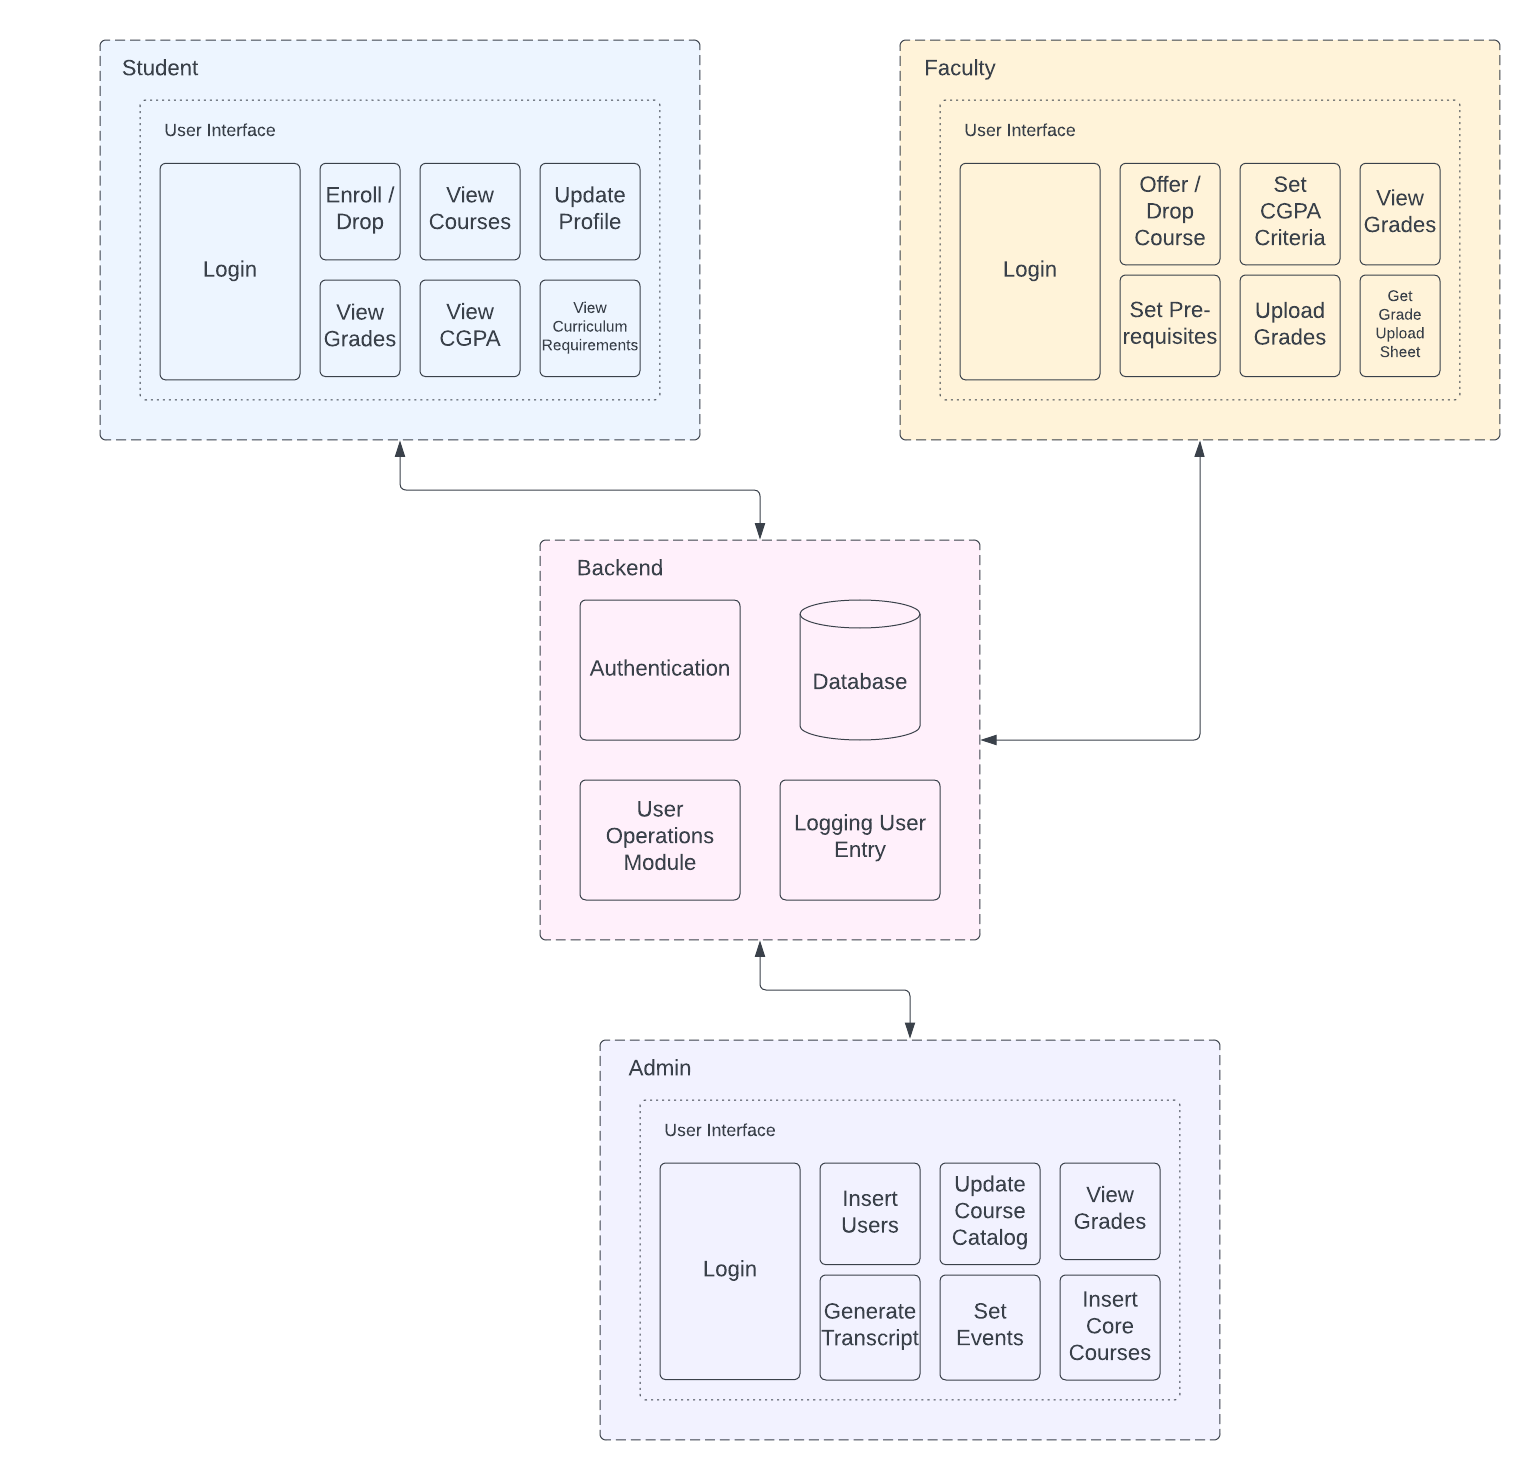 Student
User Interface
Login
Enroll /
Drop
View
Courses
Update
Profile
View
Grades
View
CGPA
View
Curriculum
Requirements
Faculty
User Interface
Login
Offer /
Drop
Course
Set
CGPA
Criteria
View
Grades
Set Pre-
requisites
Upload
Grades
Get
Grade
Upload
Sheet
Backend
Authentication
Database
User
Operations
Module
Logging User
Entry
Admin
User Interface
Login
Insert
Users
Update
Course
Catalog
View
Grades
Generate
Transcript
Set
Events
Insert
Core
Courses